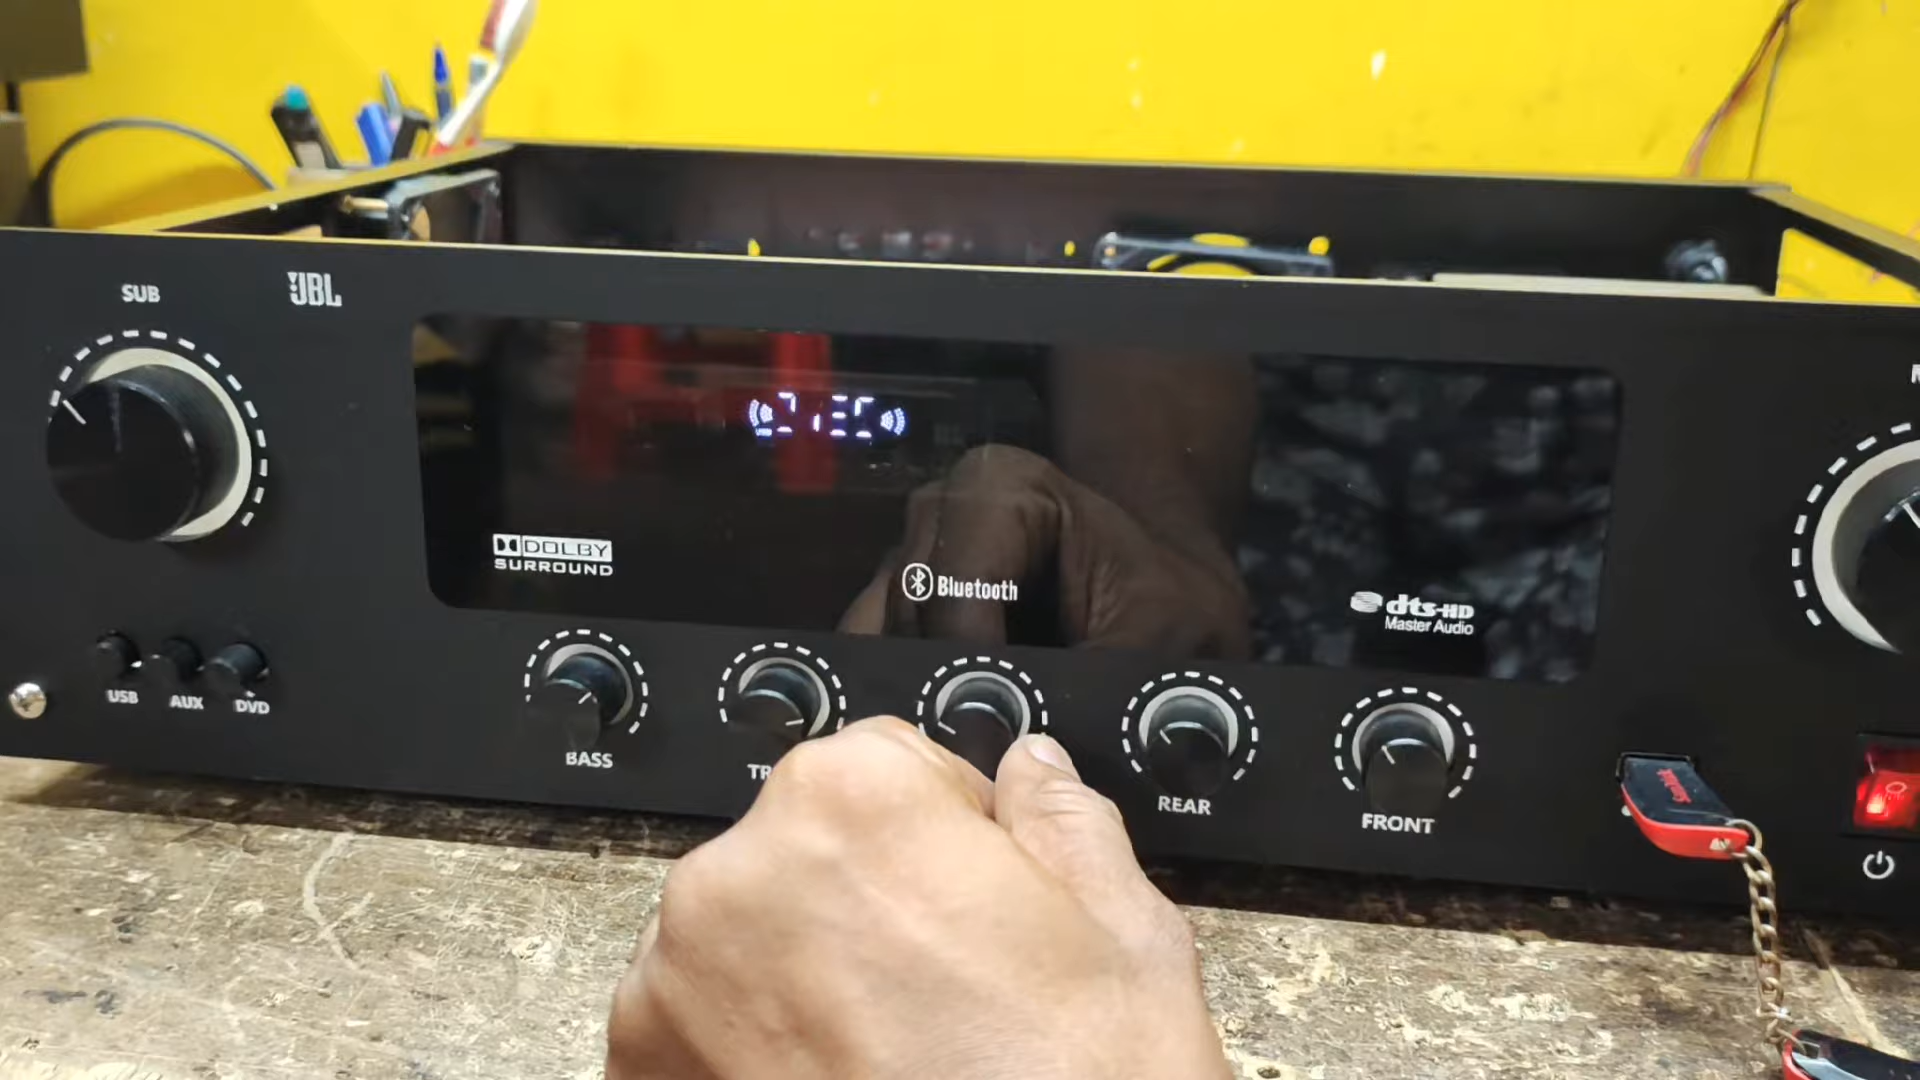 SUB
JBL
DOLBY
SURROUND
Bluetooth
dts-HD
Master Audio
USB
AUX
DVD
BASS
REAR
FRONT